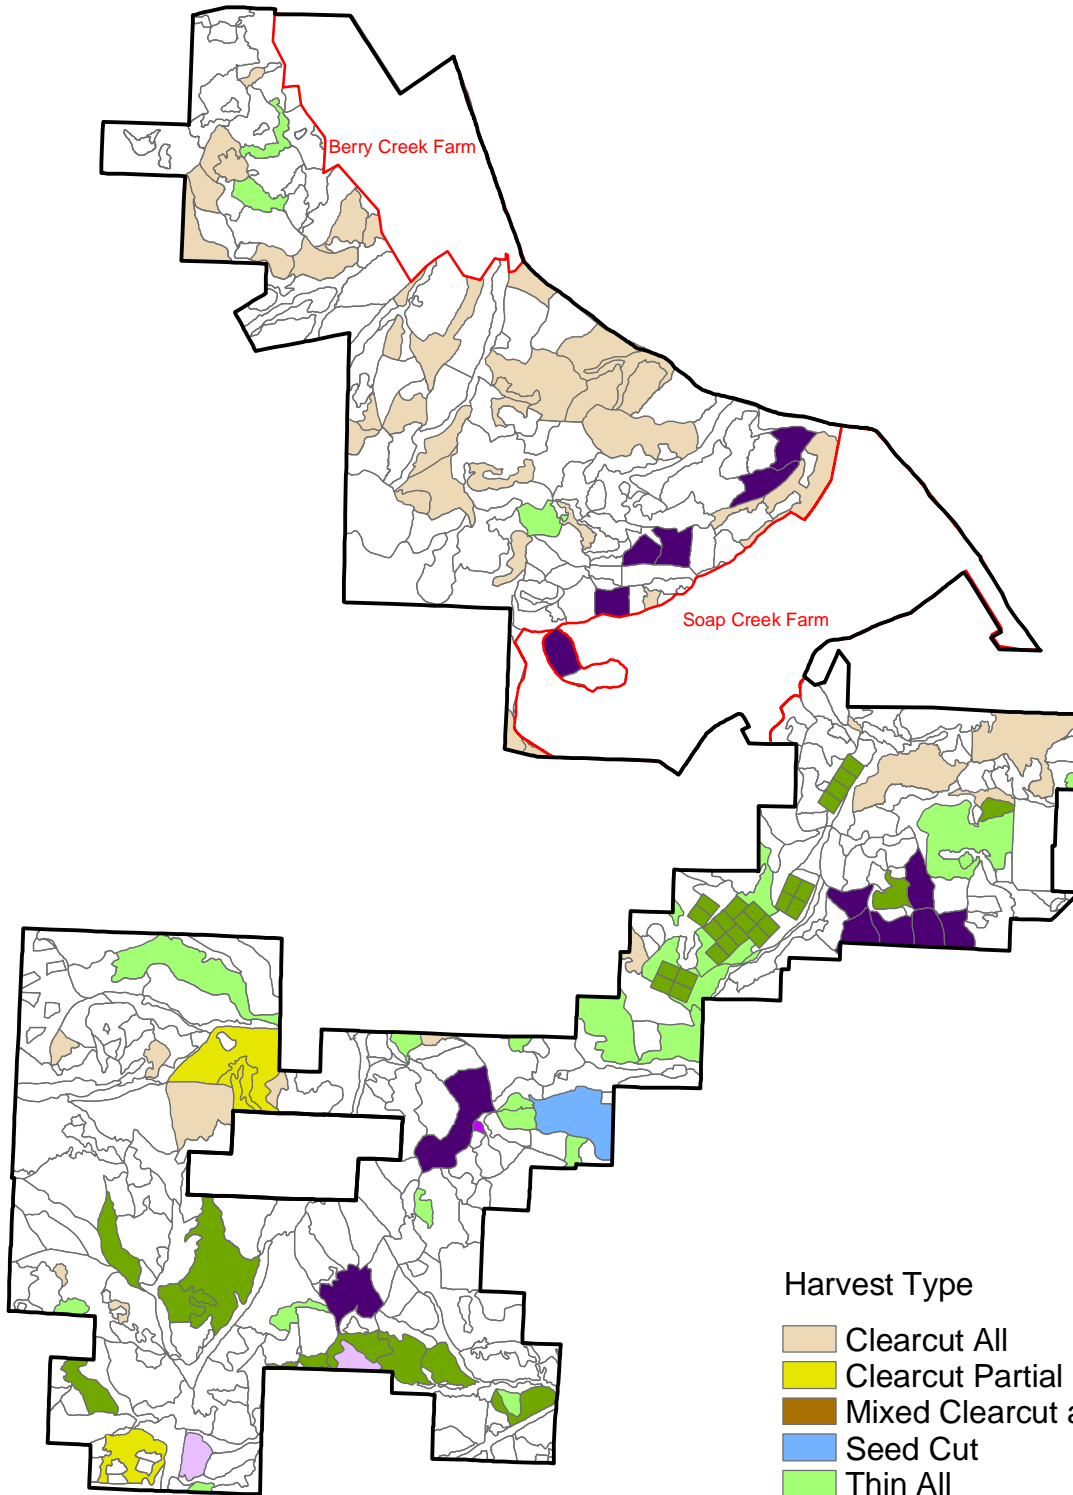 Berry Creek Farm
Soap Creek Farm
Harvest Type
Clearcut All
Clearcut Partial
Mixed Clearcut a
Seed Cut
Thin All